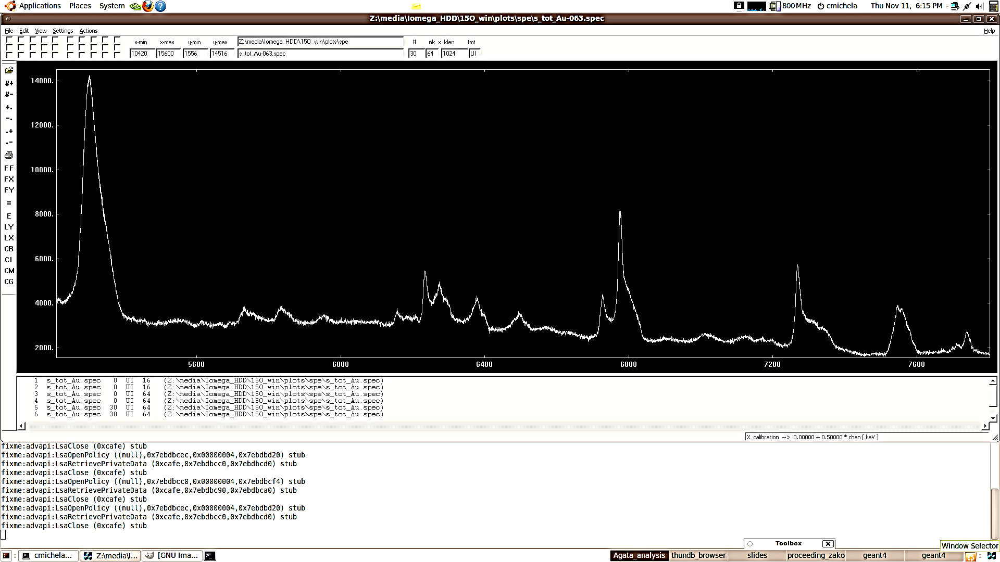 Applications Places System 800MHz cmichela Thu Nov 11, 6:15 PM
Z:\media\Iomega_HDD\15O_win\plots\spe\s_tot_Au-063.spec
File Edit View Settings Actions Help
x-min x-max y-min y-max Z:\media\Iomega_HDD\15O_win\plots\spe # nk x klen fmt
10420 15600 1556 14516 s_tot_Au-063.spec 30 64 1024 UI
14000.
#+
#-
+.
-.
12000.
.+
.-
10000.
FF
FX
FY
=
8000.
E
LY
LX
CB
6000.
CI
CM
CG
4000.
2000.
5600 6000 6400 6800 7200 7600
1 s_tot_Au.spec 0 UI 16 (Z:\media\Iomega_HDD\15O_win\plots\spe\s_tot_Au.spec)
2 s_tot_Au.spec 0 UI 16 (Z:\media\Iomega_HDD\15O_win\plots\spe\s_tot_Au.spec)
3 s_tot_Au.spec 0 UI 64 (Z:\media\Iomega_HDD\15O_win\plots\spe\s_tot_Au.spec)
4 s_tot_Au.spec 0 UI 64 (Z:\media\Iomega_HDD\15O_win\plots\spe\s_tot_Au.spec)
5 s_tot_Au.spec 30 UI 64 (Z:\media\Iomega_HDD\15O_win\plots\spe\s_tot_Au.spec)
6 s_tot_Au.spec 30 UI 64 (Z:\media\Iomega_HDD\15O_win\plots\spe\s_tot_Au.spec)
X_calibration --> 0.00000 + 0.50000 * chan [ keV ]
fixme:advapi:LsaClose (0xcafe) stub
fixme:advapi:LsaOpenPolicy ((null),0x7ebdbcec,0x00000004,0x7ebdbd20) stub
fixme:advapi:LsaRetrievePrivateData (0xcafe,0x7ebdbcc0,0x7ebdbcd0) stub
fixme:advapi:LsaClose (0xcafe) stub
fixme:advapi:LsaOpenPolicy ((null),0x7ebdbcc0,0x00000004,0x7ebdbcf4) stub
fixme:advapi:LsaRetrievePrivateData (0xcafe,0x7ebdbc90,0x7ebdbca0) stub
fixme:advapi:LsaClose (0xcafe) stub
fixme:advapi:LsaOpenPolicy ((null),0x7ebdbcec,0x00000004,0x7ebdbd20) stub
fixme:advapi:LsaRetrievePrivateData (0xcafe,0x7ebdbcc0,0x7ebdbcd0) stub
fixme:advapi:LsaClose (0xcafe) stub
Toolbox
Window Selector
cmichela... Z:\media\I... [GNU Ima... Agata_analysis thundb_browser slides proceeding_zako geant4 geant4